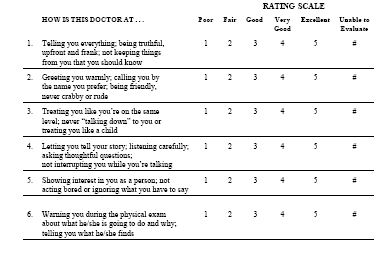 RATING SCALE
HOW IS THIS DOCTOR AT . . . Poor Fair Good Very Good Excellent Unable to Evaluate
1. Telling you everything; being truthful, 1 2 3 4 5 #
upfront and frank; not keeping things
from you that you should know
2. Greeting you warmly; calling you by 1 2 3 4 5 #
the name you prefer; being friendly,
never crabby or rude
3. Treating you like you're on the same 1 2 3 4 5 #
level; never "talking down" to you or
treating you like a child
4. Letting you tell your story; listening carefully; 1 2 3 4 5 #
asking thoughtful questions;
not interrupting you while you're talking
5. Showing interest in you as a person; not 1 2 3 4 5 #
acting bored or ignoring what you have to say
6. Warning you during the physical exam 1 2 3 4 5 #
about what he/she is going to do and why;
telling you what he/she finds